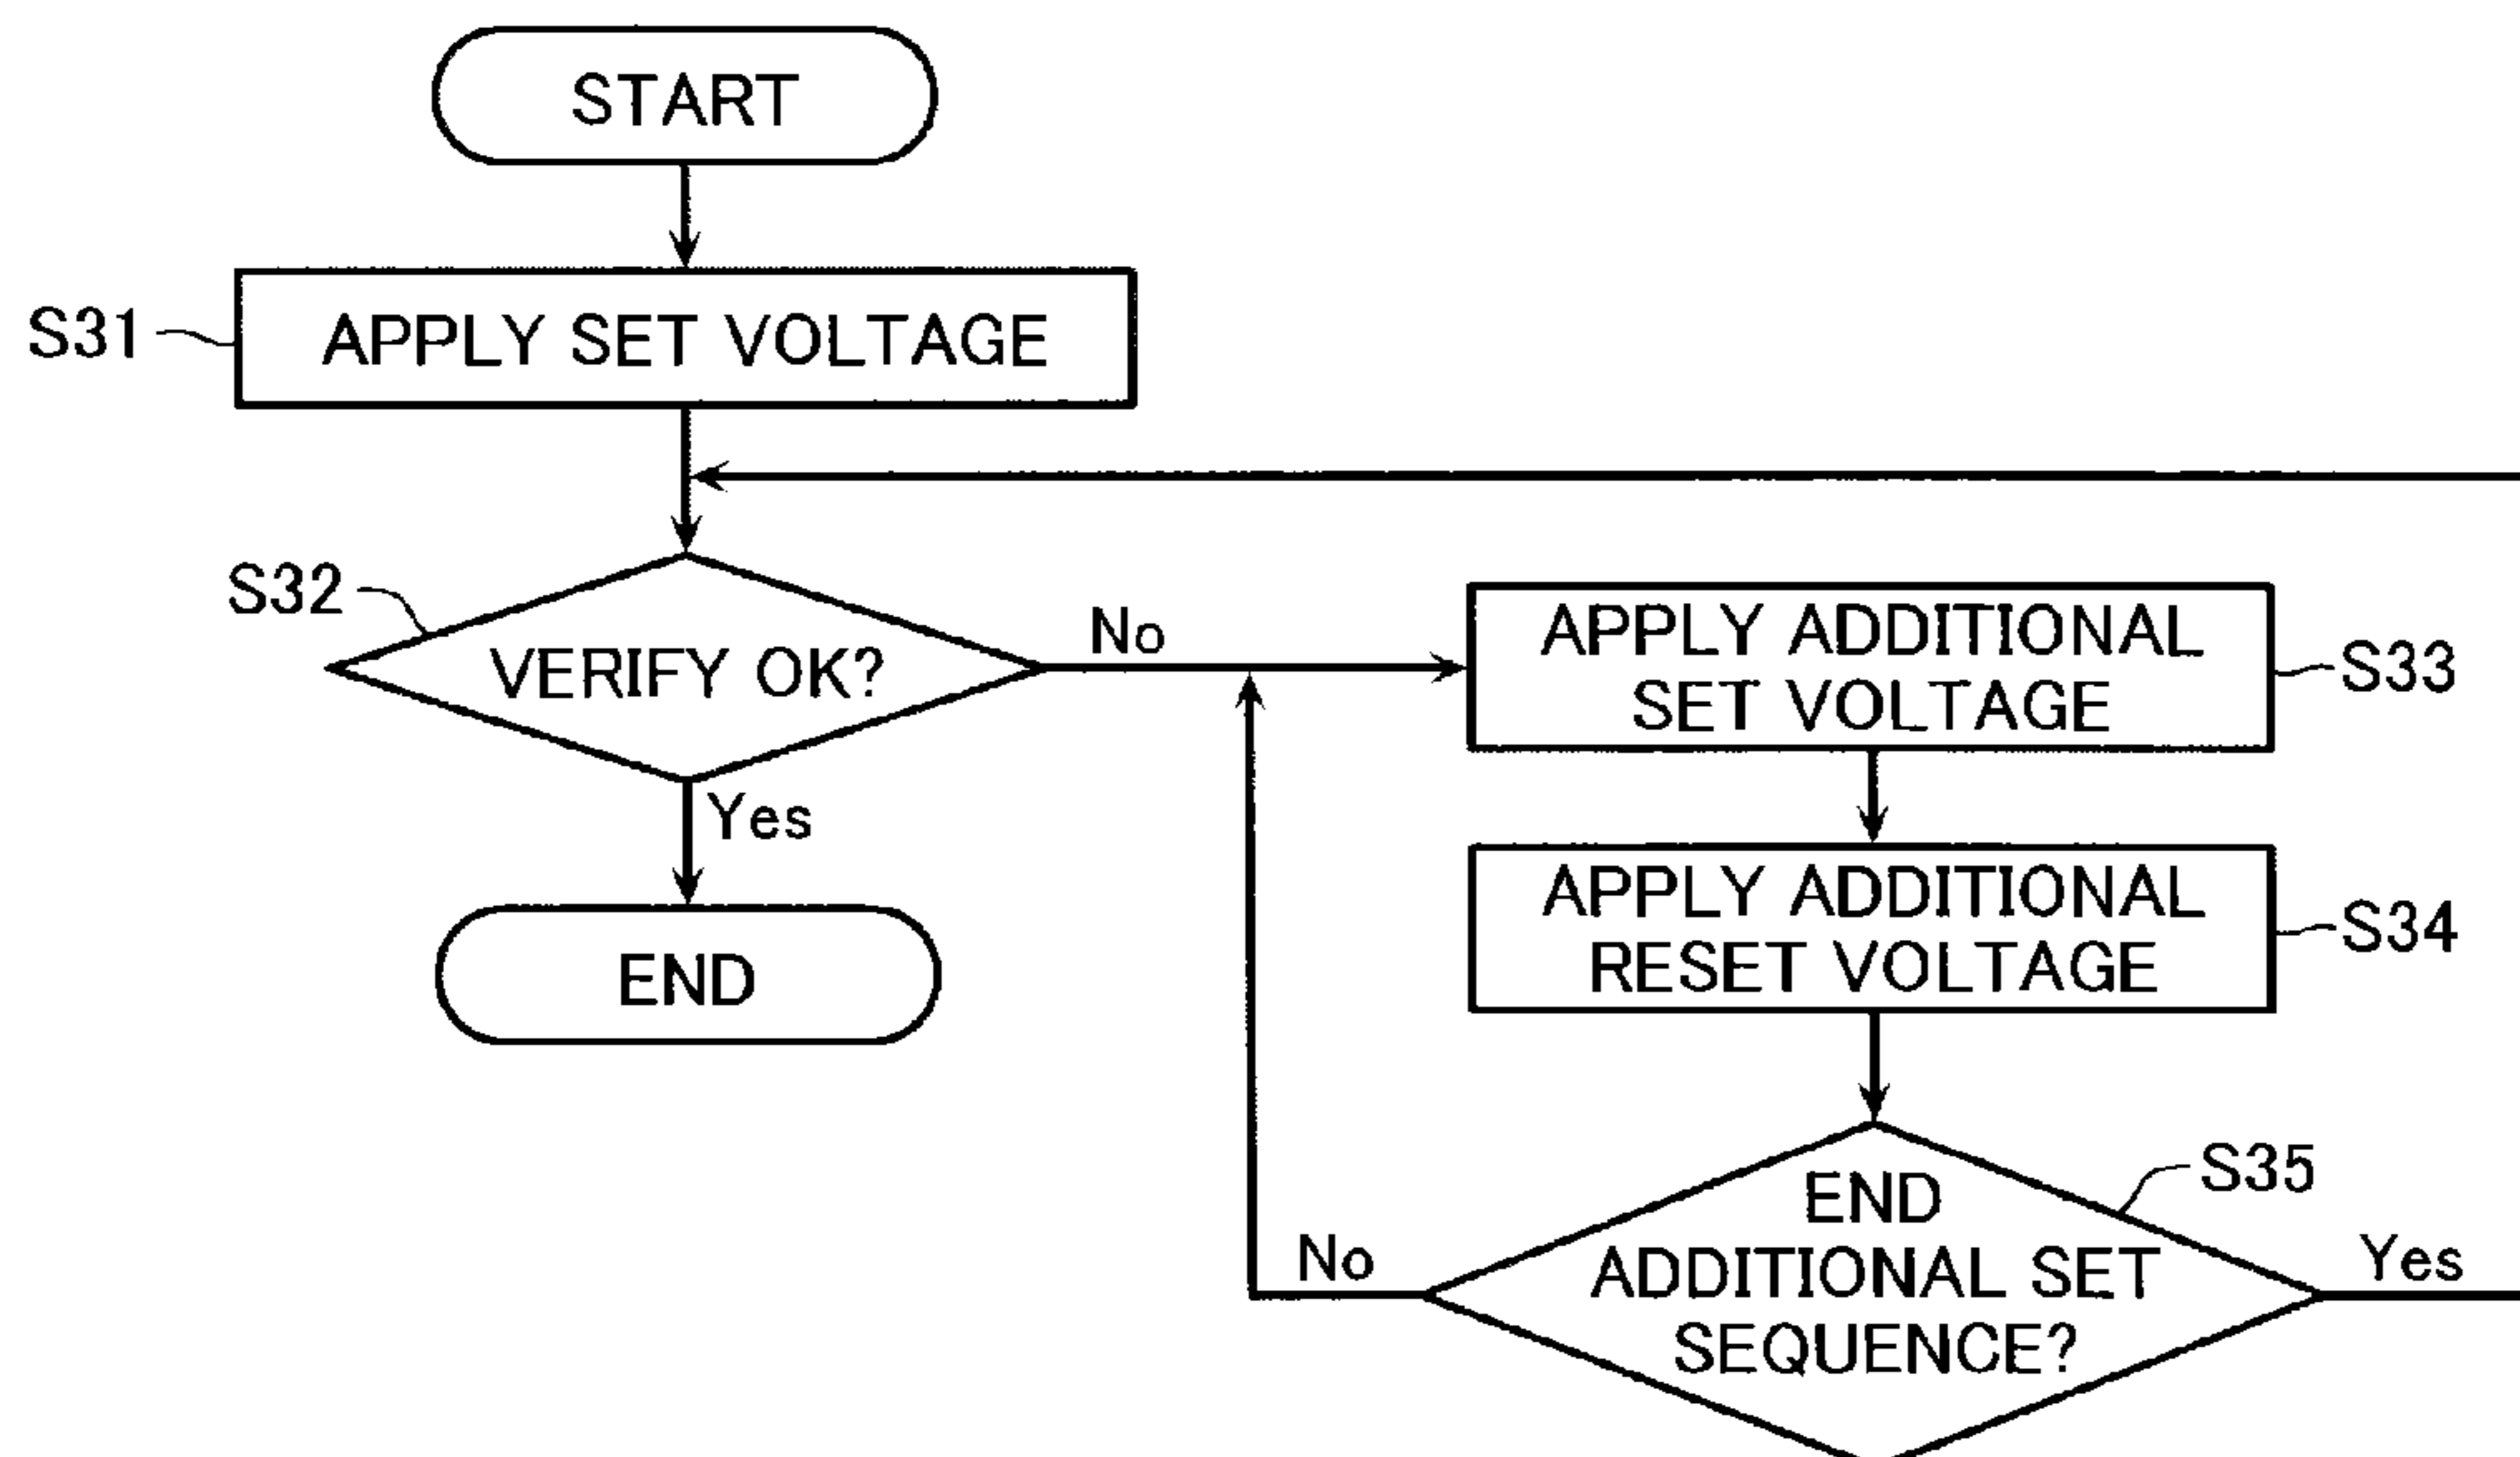 START
S31
APPLY SET VOLTAGE
S32
VERIFY OK?
No
Yes
END
APPLY ADDITIONAL
SET VOLTAGE
S33
APPLY ADDITIONAL
RESET VOLTAGE
S34
S35
END
ADDITIONAL SET
SEQUENCE?
No
Yes